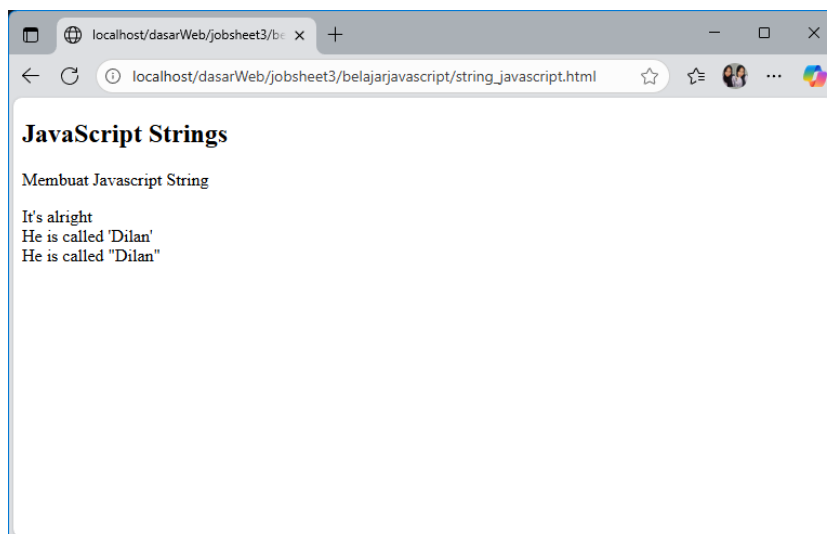 localhost/dasarWeb/jobsheet3/be
localhost/dasarWeb/jobsheet3/belajarjavascript/string_javascript.html
JavaScript Strings
Membuat Javascript String
It's alright
He is called 'Dilan'
He is called "Dilan"